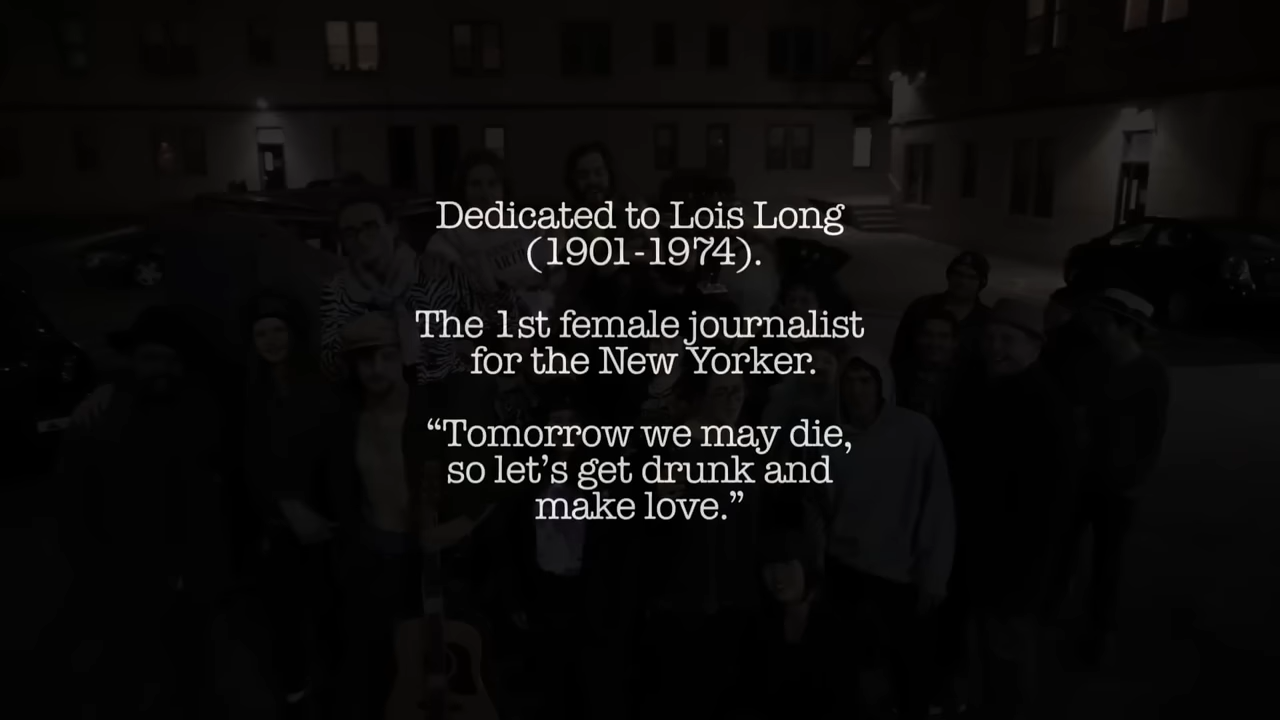 Dedicated to Lois Long
(1901-1974).
The 1st female journalist
for the New Yorker.
“Tomorrow we may die,
so let’s get drunk and
make love.”